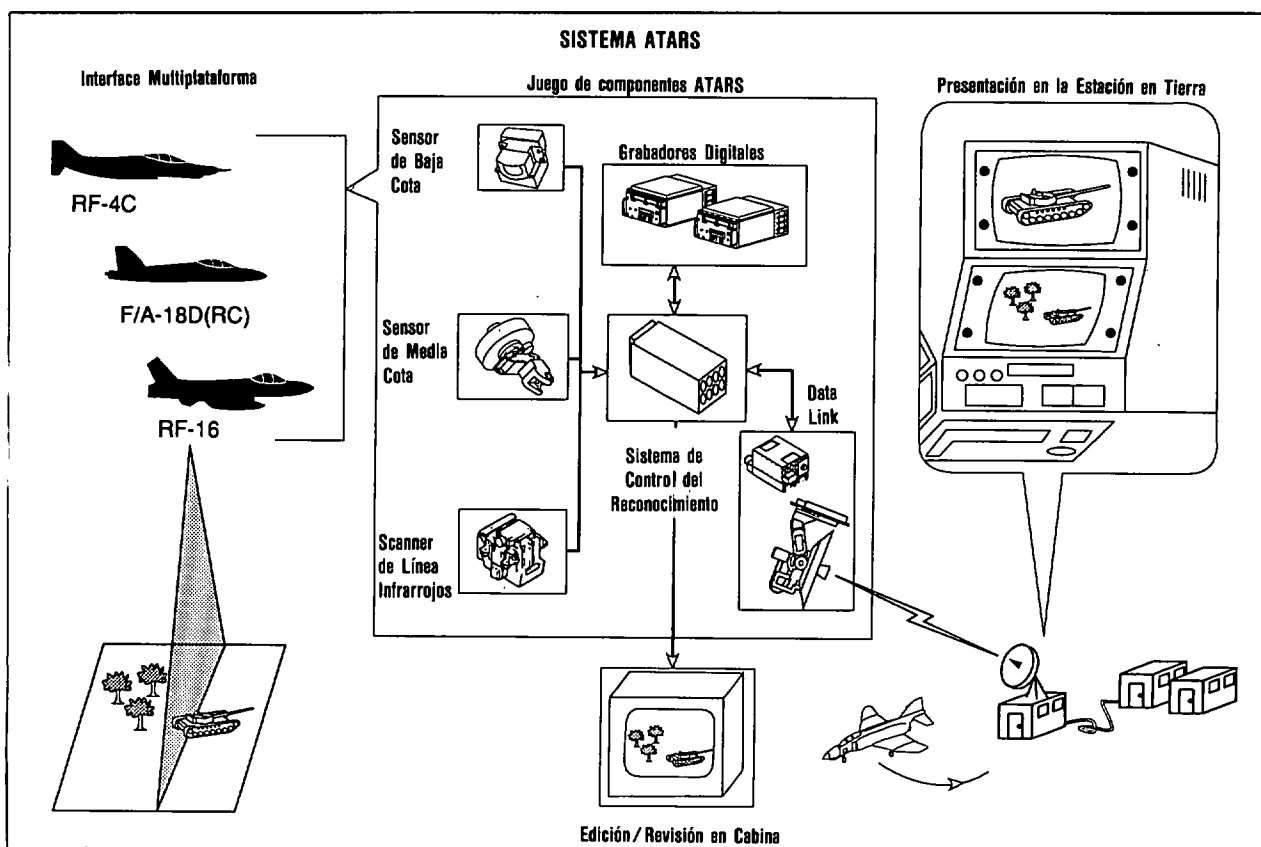 SISTEMA ATARS
Interface Multiplataforma
RF-4C
F/A-18D(RC)
RF-16
Juego de componentes ATARS
Sensor
de Baja
Cota
Sensor
de Media
Cota
Scanner
de Línea
Infrarrojos
Grabadores Digitales
Sistema de
Control del
Reconocimiento
Data
Link
Edición/Revisión en Cabina
Presentación en la Estación en Tierra